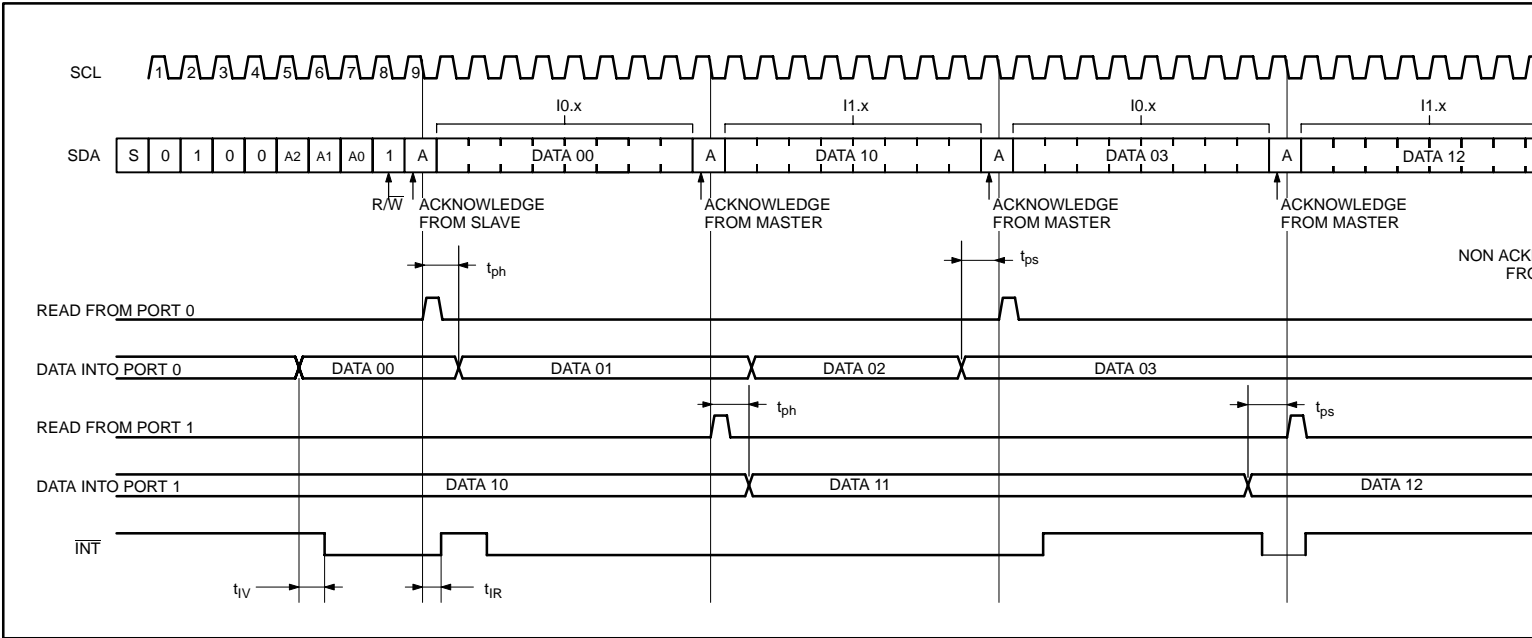 SCL 1 2 3 4 5 6 7 8 9
I0.x I1.x I0.x I1.x
SDA S 0 1 0 0 A2 A1 A0 1 A DATA 00 A DATA 10 A DATA 03 A DATA 12
R/W̅ ACKNOWLEDGE ACKNOWLEDGE ACKNOWLEDGE ACKNOWLEDGE
FROM SLAVE FROM MASTER FROM MASTER FROM MASTER
tph tps NON ACK
FRO
READ FROM PORT 0
DATA INTO PORT 0 DATA 00 DATA 01 DATA 02 DATA 03
tph tps
READ FROM PORT 1
DATA INTO PORT 1 DATA 10 DATA 11 DATA 12
I̅N̅T̅
tIV tIR